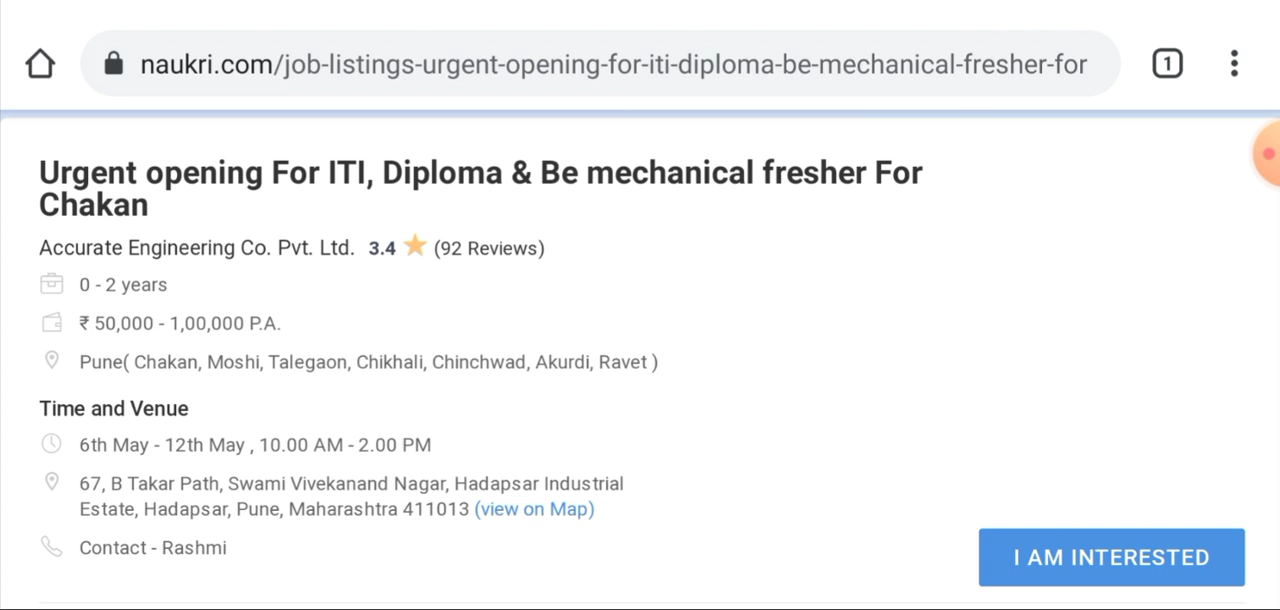 naukri.com/job-listings-urgent-opening-for-iti-diploma-be-mechanical-fresher-for
1
Urgent opening For ITI, Diploma & Be mechanical fresher For
Chakan
Accurate Engineering Co. Pvt. Ltd. 3.4 (92 Reviews)
0 - 2 years
₹ 50,000 - 1,00,000 P.A.
Pune( Chakan, Moshi, Talegaon, Chikhali, Chinchwad, Akurdi, Ravet )
Time and Venue
6th May - 12th May , 10.00 AM - 2.00 PM
67, B Takar Path, Swami Vivekanand Nagar, Hadapsar Industrial
Estate, Hadapsar, Pune, Maharashtra 411013 (view on Map)
Contact - Rashmi
I AM INTERESTED